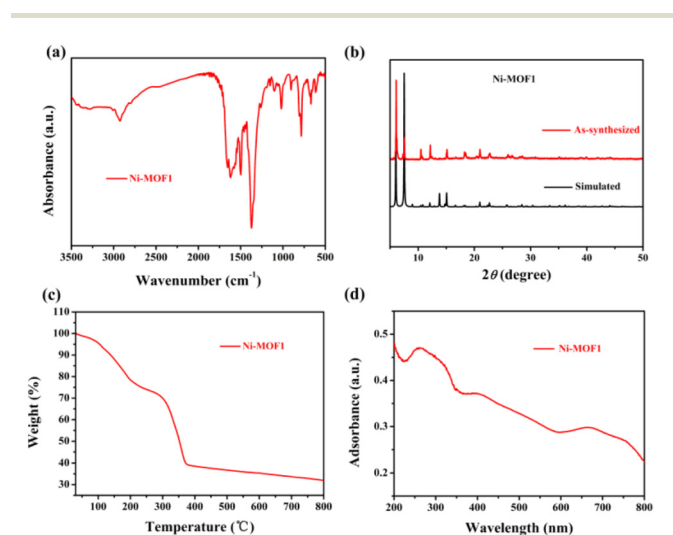 (a)
Absorbance (a.u.)
Ni-MOF1
3500 3000 2500 2000 1500 1000 500
Wavenumber (cm⁻¹)
(b)
Ni-MOF1
As-synthesized
Simulated
10 20 30 40 50
2θ (degree)
(c)
Weight (%)
110
100
90
80
70
60
50
40
30
Ni-MOF1
100 200 300 400 500 600 700 800
Temperature (℃)
(d)
Adsorbance (a.u.)
0.5
0.4
0.3
0.2
Ni-MOF1
200 300 400 500 600 700 800
Wavelength (nm)